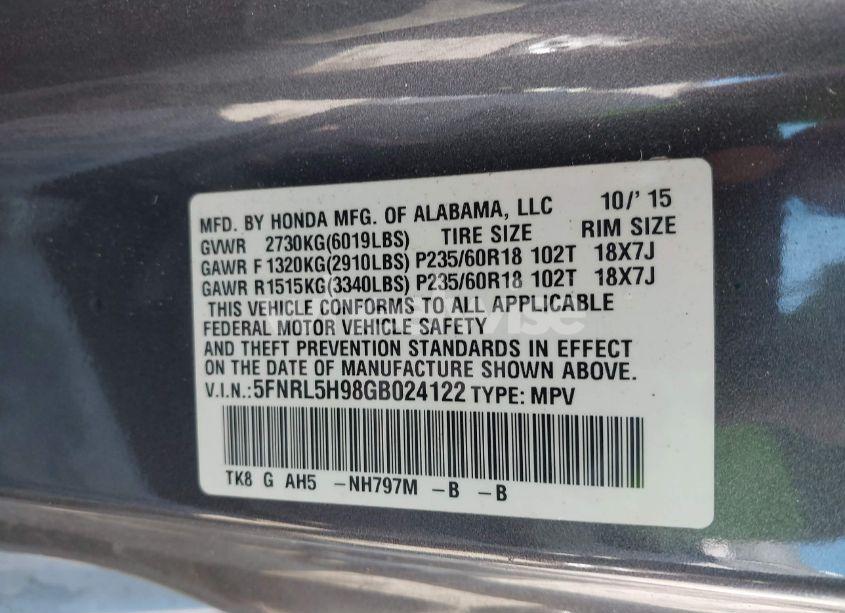 MFD. BY HONDA MFG. OF ALABAMA, LLC 10/'15
GVWR 2730KG(6019LBS) TIRE SIZE RIM SIZE
GAWR F1320KG(2910LBS) P235/60R18 102T 18X7J
GAWR R1515KG(3340LBS) P235/60R18 102T 18X7J
THIS VEHICLE CONFORMS TO ALL APPLICABLE
FEDERAL MOTOR VEHICLE SAFETY
AND THEFT PREVENTION STANDARDS IN EFFECT
ON THE DATE OF MANUFACTURE SHOWN ABOVE.
V.I.N.:5FNRL5H98GB024122 TYPE: MPV
TK8 G AH5 -NH797M -B -B